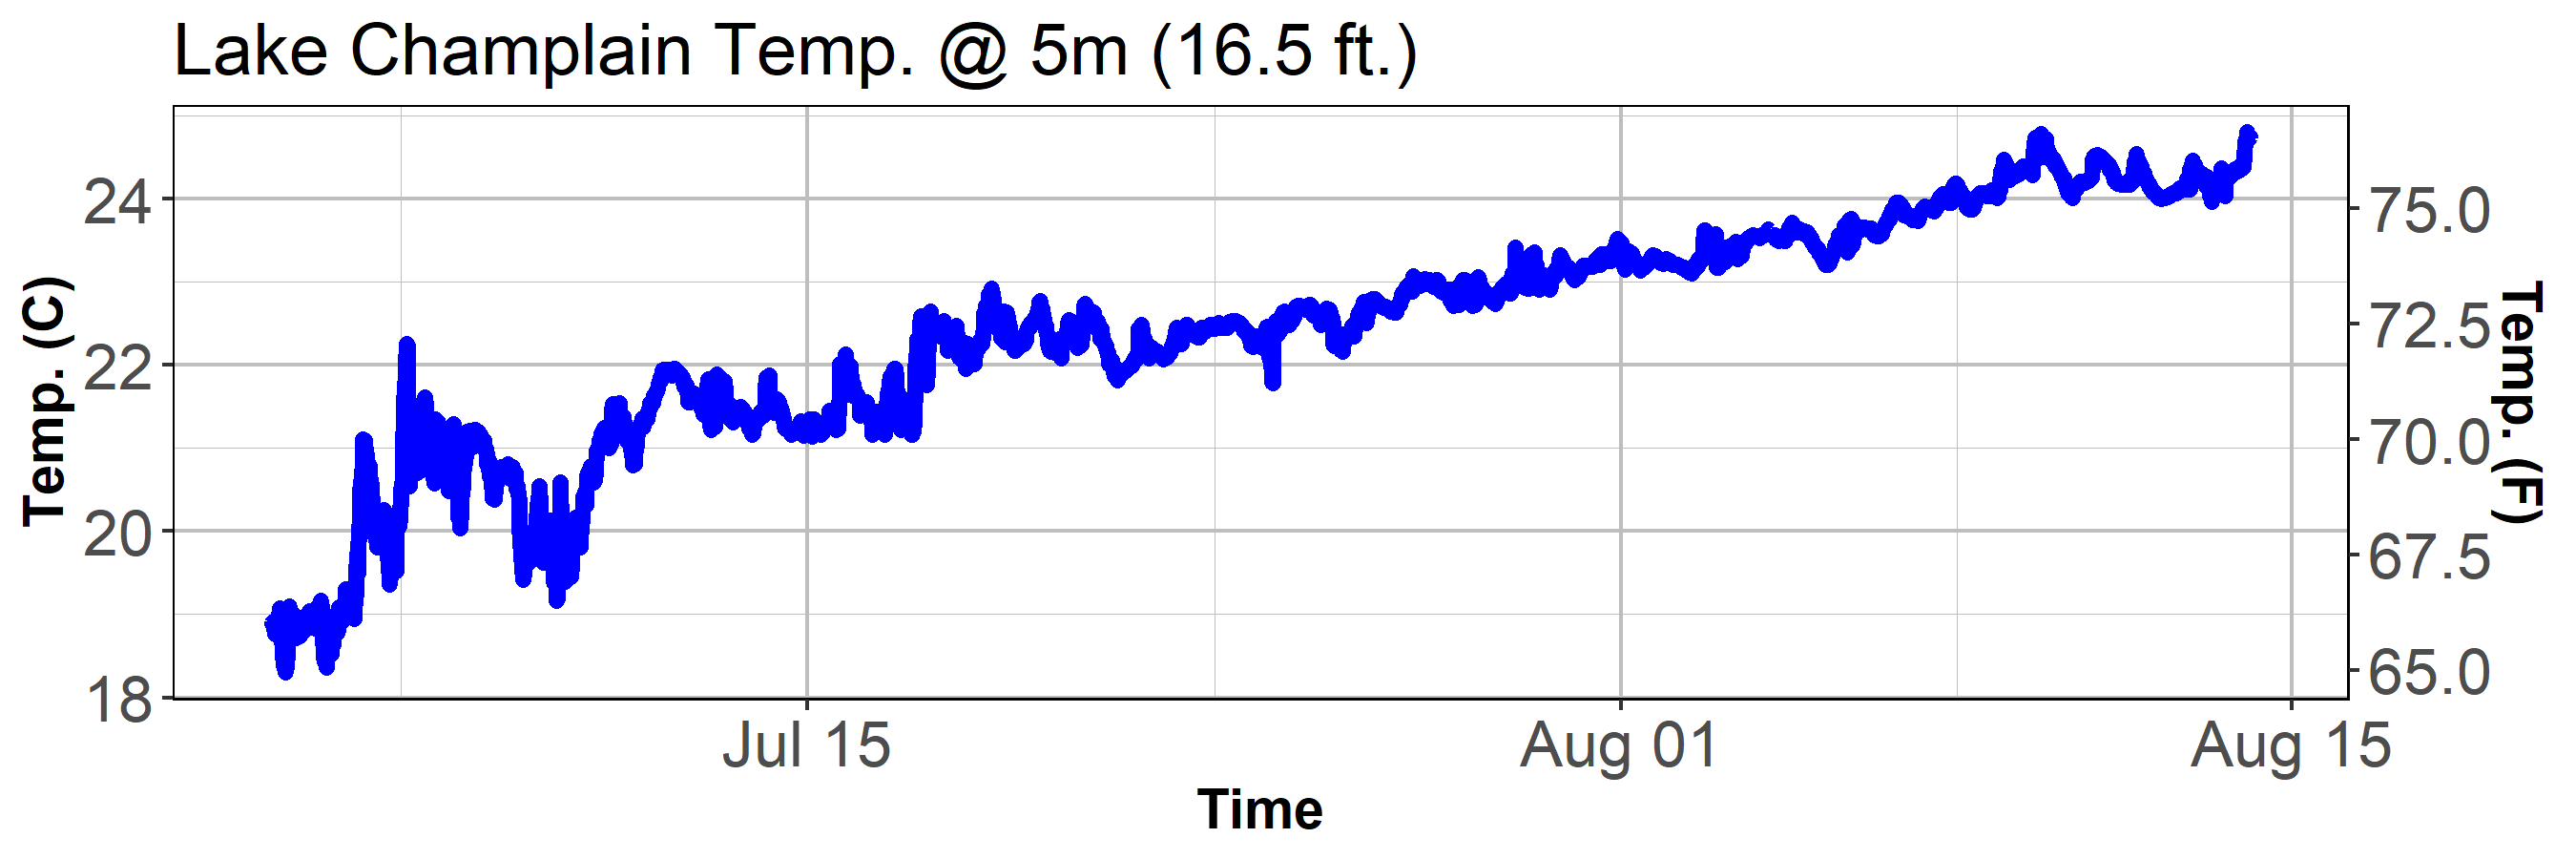 Lake Champlain Temp. @ 5m (16.5 ft.)
Temp. (C)
24
22
20
18
75.0
72.5
70.0
67.5
65.0
Temp. (F)
Jul 15
Aug 01
Aug 15
Time